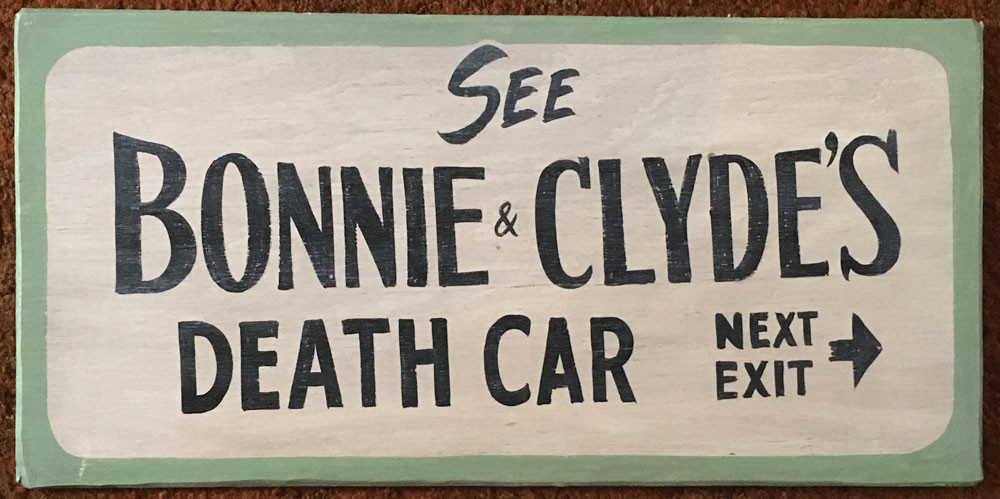 SEE
BONNIE & CLYDE'S
DEATH CAR
NEXT
EXIT